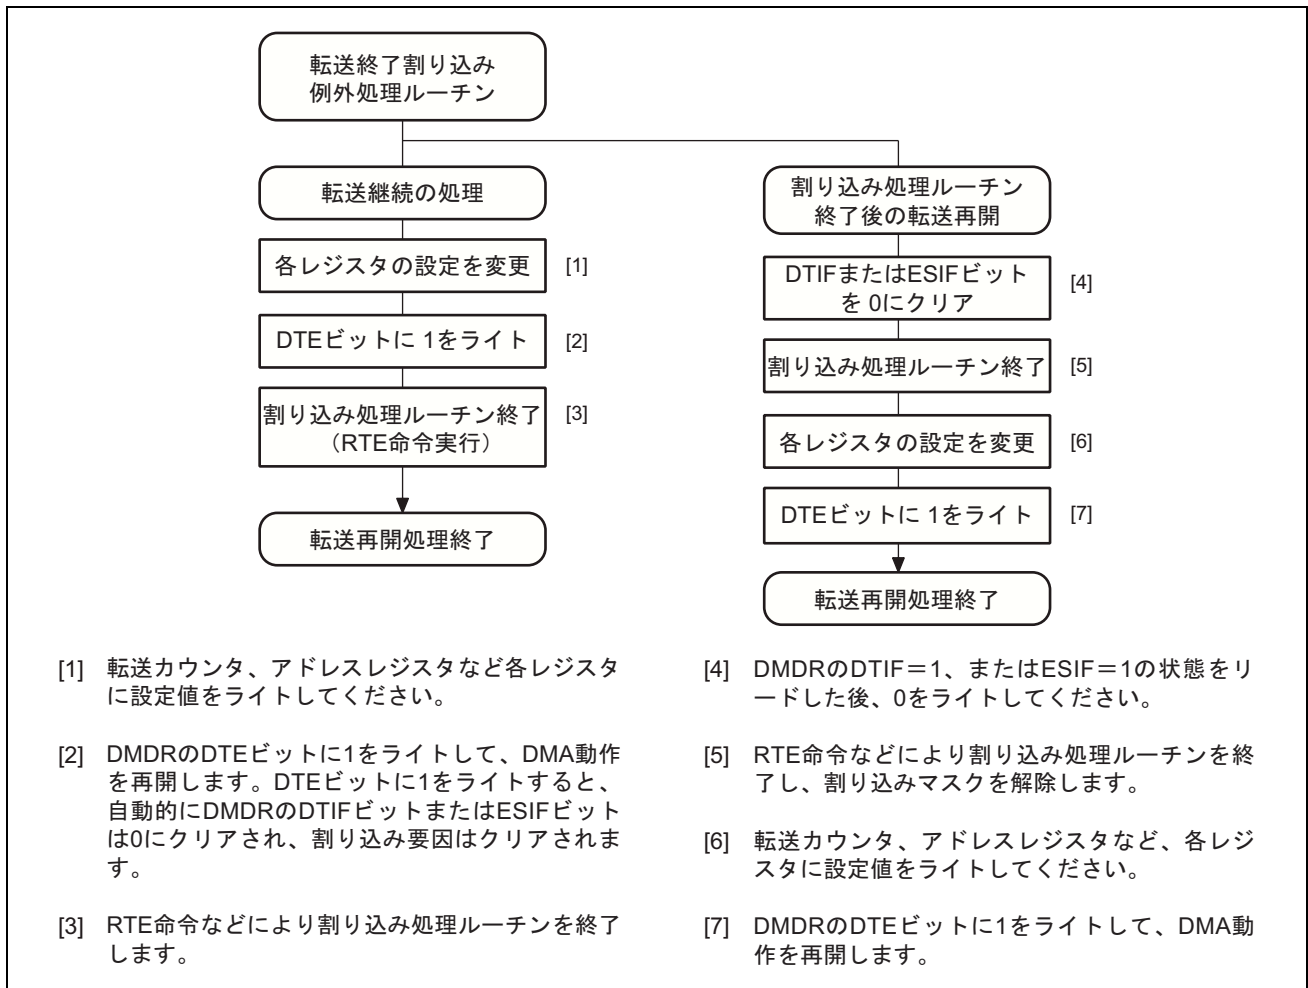 転送終了割り込み
例外処理ルーチン
転送継続の処理
各レジスタの設定を変更 [1]
DTEビットに 1をライト [2]
割り込み処理ルーチン終了 [3]
（RTE命令実行）
転送再開処理終了
割り込み処理ルーチン
終了後の転送再開
DTIFまたはESIFビット
を 0にクリア [4]
割り込み処理ルーチン終了 [5]
各レジスタの設定を変更 [6]
DTEビットに 1をライト [7]
転送再開処理終了
[1] 転送カウンタ、アドレスレジスタなど各レジスタ
に設定値をライトしてください。
[2] DMDRのDTEビットに1をライトして、DMA動作
を再開します。DTEビットに1をライトすると、
自動的にDMDRのDTIFビットまたはESIFビット
は0にクリアされ、割り込み要因はクリアされま
す。
[3] RTE命令などにより割り込み処理ルーチンを終了
します。
[4] DMDRのDTIF＝1、またはESIF＝1の状態をリ
ードした後、0をライトしてください。
[5] RTE命令などにより割り込み処理ルーチンを終
了し、割り込みマスクを解除します。
[6] 転送カウンタ、アドレスレジスタなど、各レジ
スタに設定値をライトしてください。
[7] DMDRのDTEビットに1をライトして、DMA動
作を再開します。